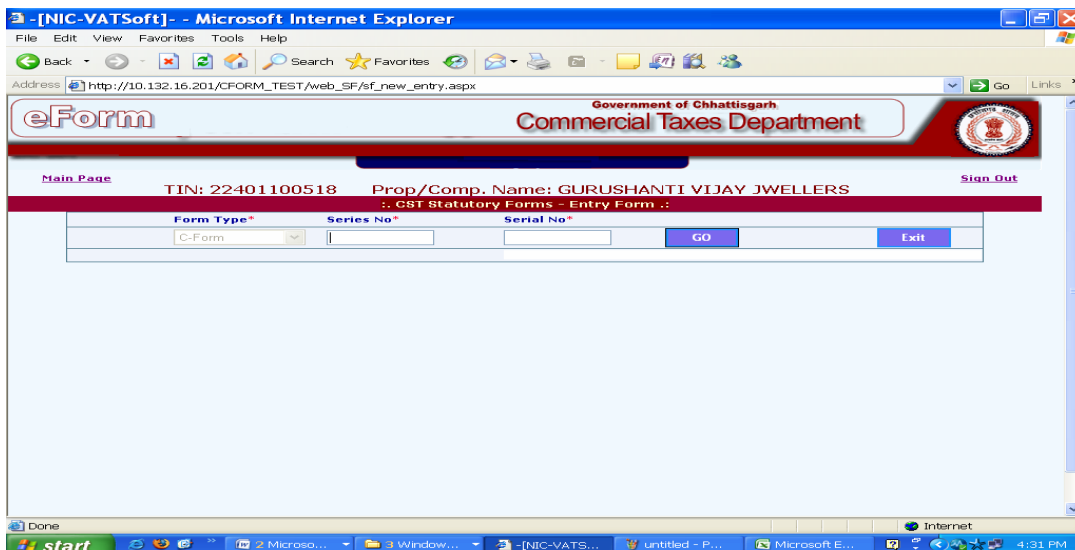 -[NIC-VATSoft]- - Microsoft Internet Explorer
File Edit View Favorites Tools Help
Back Search Favorites
Address http://10.132.16.201/CFORM_TEST/web_SF/sf_new_entry.aspx Go Links
eForm
Government of Chhattisgarh
Commercial Taxes Department
Main Page Sign Out
TIN: 22401100518 Prop/Comp. Name: GURUSHANTI VIJAY JWELLERS
:. CST Statutory Forms - Entry Form .:
Form Type* Series No* Serial No*
C-Form GO Exit
Done Internet
start 2 Microso... 3 Window... -[NIC-VATS... untitled - P... Microsoft E... 4:31 PM